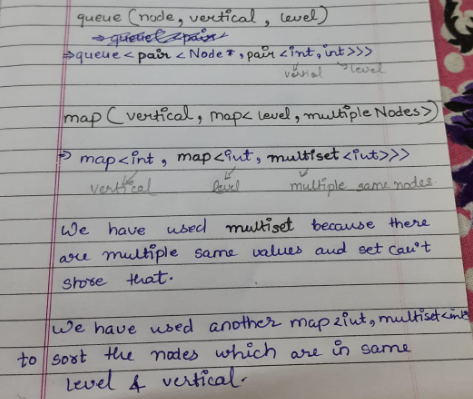 queue (node, vertical, level)
⇒ queue<pair
⇒ queue < pair < Node*, pair <int, int>>>
vertical level
map ( vertical, map< level, multiple Nodes>)
⇒ map<int, map<int, multiset <int>>>
vertical level multiple same nodes.
We have used multiset because there
are multiple same values and set can't
store that.
We have used another map<int, multiset<int>
to sort the nodes which are in same
level & vertical.